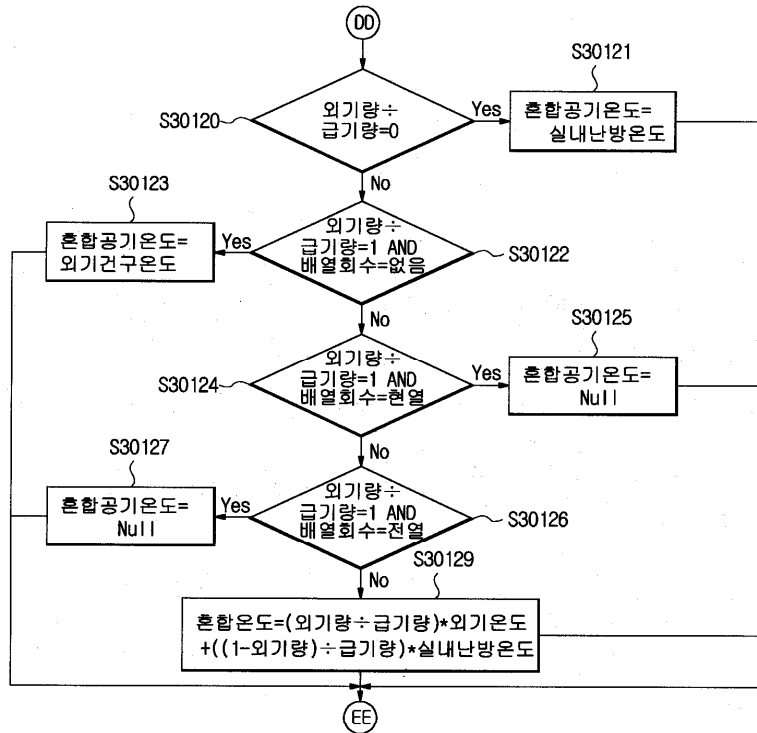 DD
S30121
S30120
외기량÷
급기량=0
Yes
혼합공기온도=
실내난방온도
No
S30123
혼합공기온도=
외기건구온도
Yes
외기량÷
급기량=1 AND
배열회수=없음
S30122
No
S30125
S30124
외기량÷
급기량=1 AND
배열회수=현열
Yes
혼합공기온도=
Null
No
S30127
혼합공기온도=
Null
Yes
외기량÷
급기량=1 AND
배열회수=전열
S30126
No
S30129
혼합온도=(외기량÷급기량)*외기온도
+((1-외기량)÷급기량)*실내난방온도
EE